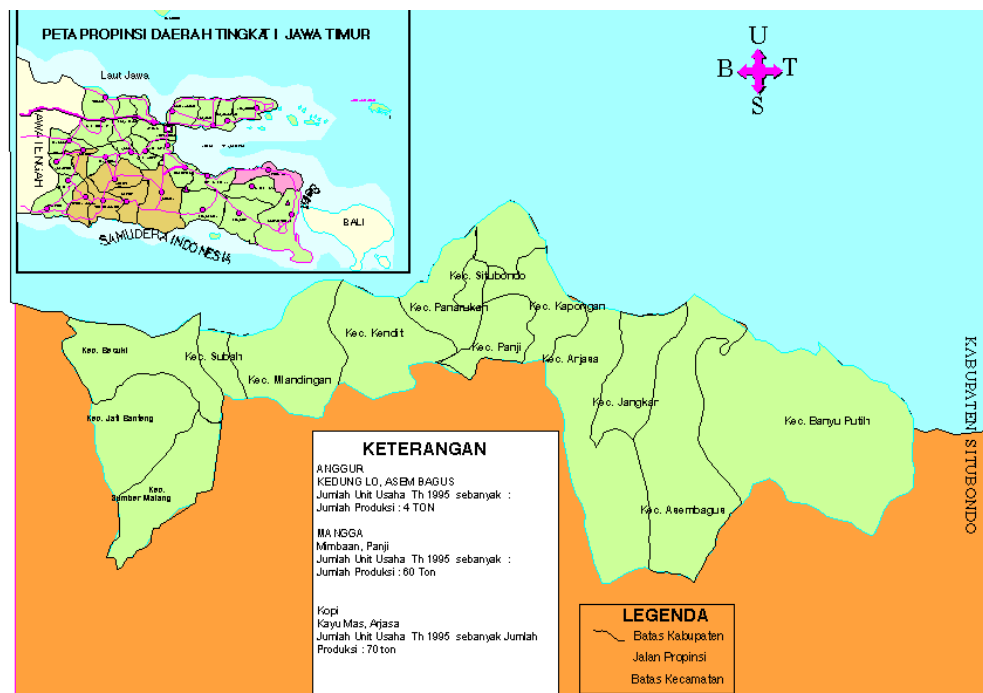 PETA PROPINSI DAERAH TINGKAT I JAWA TIMUR
Laut Jawa
JAWA TENGAH
BALI
SAMUDERA INDONESIA
U
B T
S
Kec. Situbondo
Kec. Panarukan
Kec. Kapongan
Kec. Kendit
Kec. Panji
Kec. Besuki
Kec. Subah
Kec. Arjasa
Kec. Mlandingan
Kec. Jangkar
Kec. Jati Banteng
Kec. Banyu Putih
Kec.
Sumber Malang
Kec. Asembagus
KABUPATEN SITUBONDO
KETERANGAN
ANGGUR
KEDUNG LO, ASEM BAGUS
Jumlah Unit Usaha Th 1995 sebanyak :
Jumlah Produksi : 4 TON
MANGGA
Mimbaan, Panji
Jumlah Unit Usaha Th 1995 sebanyak :
Jumlah Produksi : 60 Ton
Kopi
Kayu Mas, Arjasa
Jumlah Unit Usaha Th 1995 sebanyak Jumlah
Produksi : 70 ton
LEGENDA
Batas Kabupaten
Jalan Propinsi
Batas Kecamatan